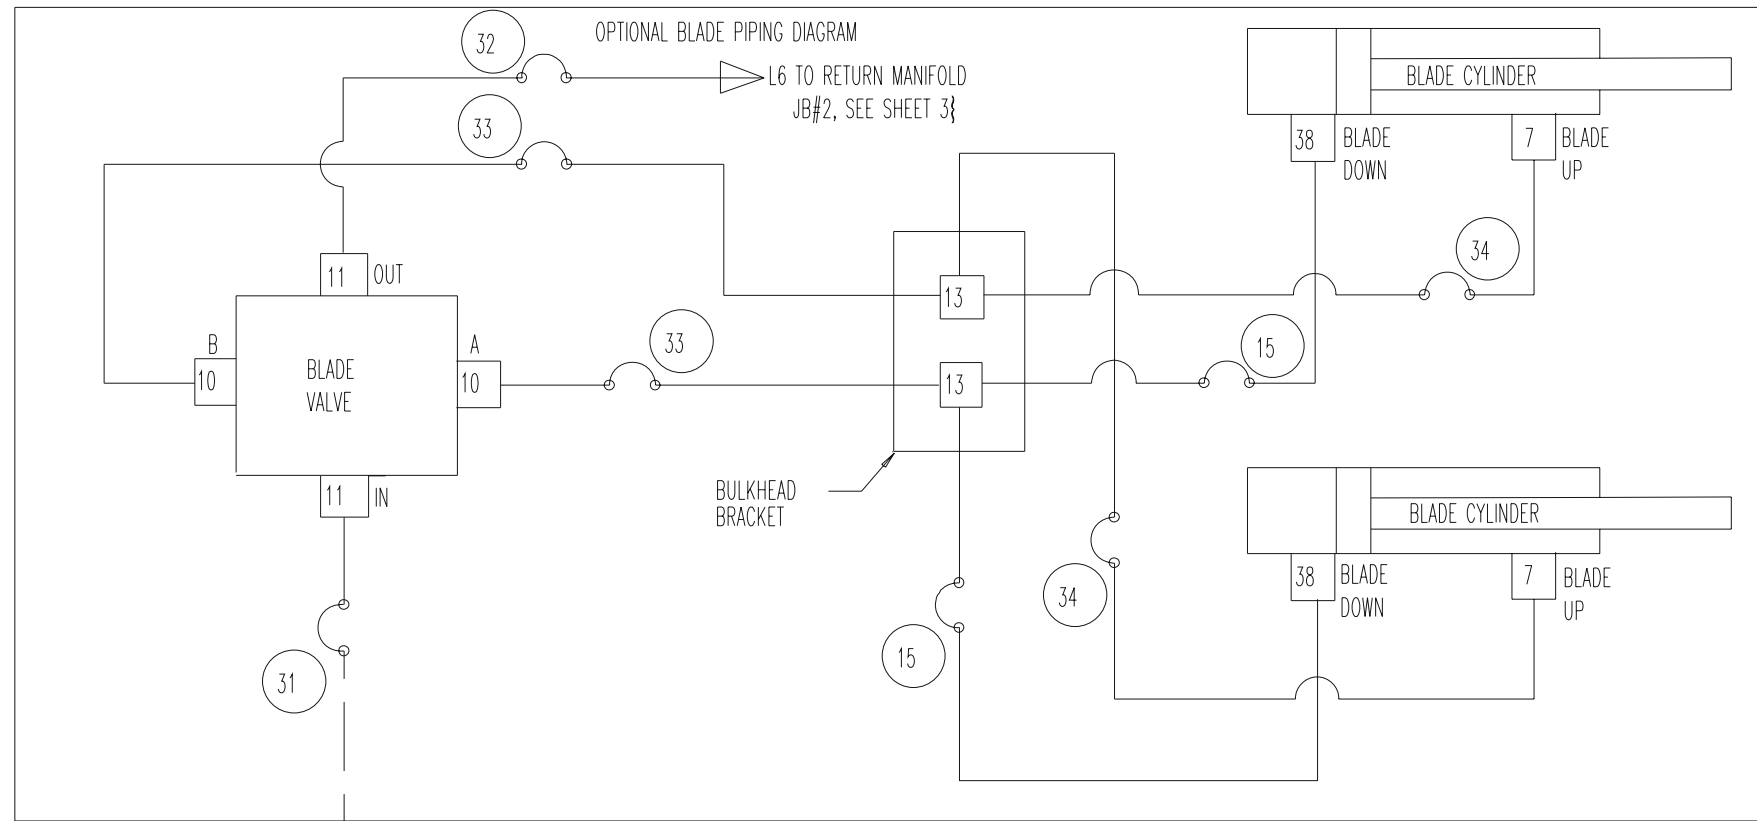 OPTIONAL BLADE PIPING DIAGRAM
32
L6 TO RETURN MANIFOLD
JB#2, SEE SHEET 3}
33
BLADE CYLINDER
38
BLADE
DOWN
7
BLADE
UP
34
11
OUT
13
B
10
BLADE
VALVE
A
10
33
13
15
11
IN
BULKHEAD
BRACKET
BLADE CYLINDER
38
BLADE
DOWN
7
BLADE
UP
34
15
31